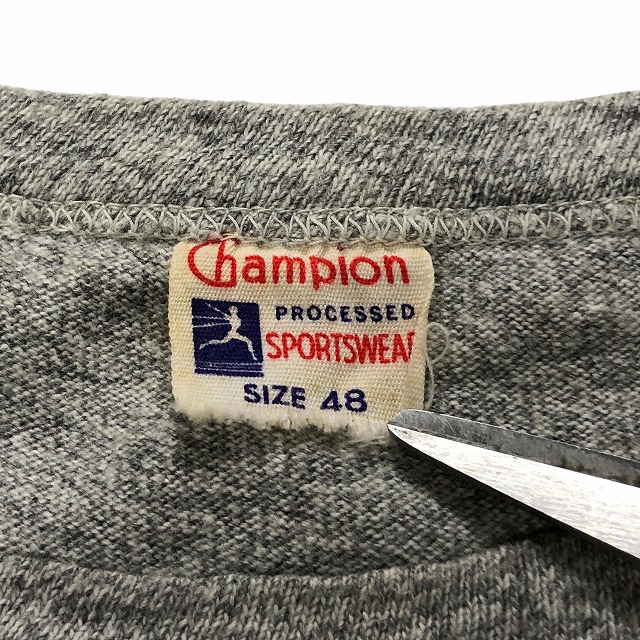 Champion
PROCESSED
SPORTSWEAR
SIZE 48